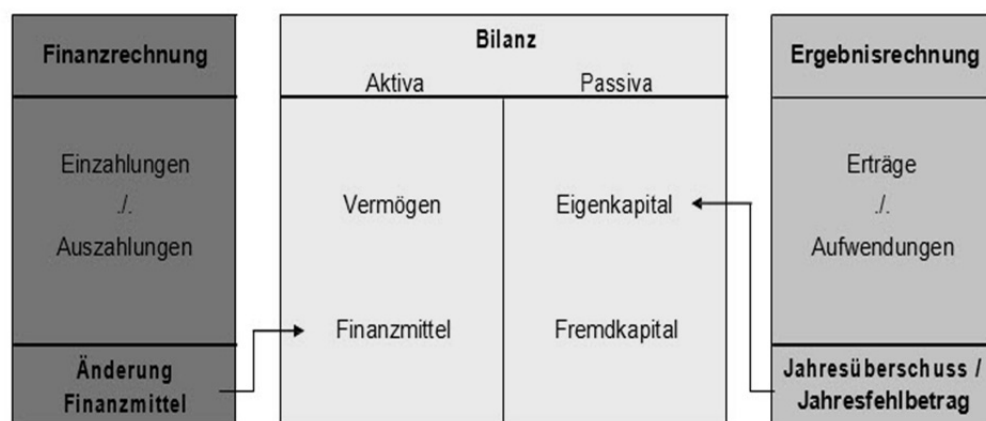 Finanzrechnung
Einzahlungen
./.
Auszahlungen
Änderung
Finanzmittel
Bilanz
Aktiva
Passiva
Vermögen
Eigenkapital
Finanzmittel
Fremdkapital
Ergebnisrechnung
Erträge
./.
Aufwendungen
Jahresüberschuss /
Jahresfehlbetrag